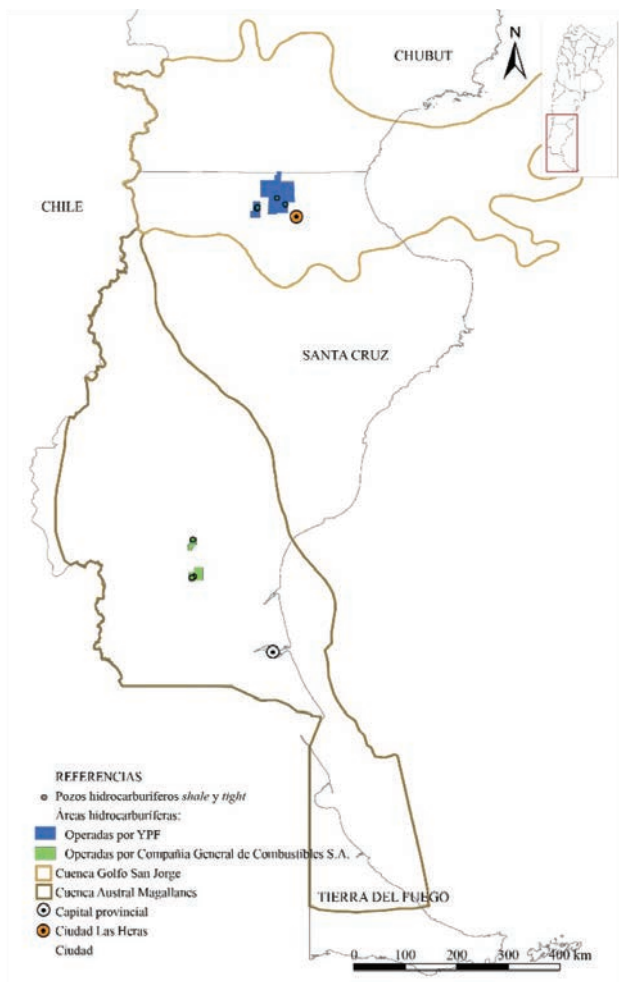 CHUBUT
N
CHILE
SANTA CRUZ
REFERENCIAS
Pozos hidrocarburíferos shale y tight
Áreas hidrocarburíferas:
Operadas por YPF
Operadas por Compañía General de Combustibles S.A.
Cuenca Golfo San Jorge
Cuenca Austral Magallanes
Capital provincial
Ciudad Las Heras
Ciudad
TIERRA DEL FUEGO
0 100 200 300 400 km